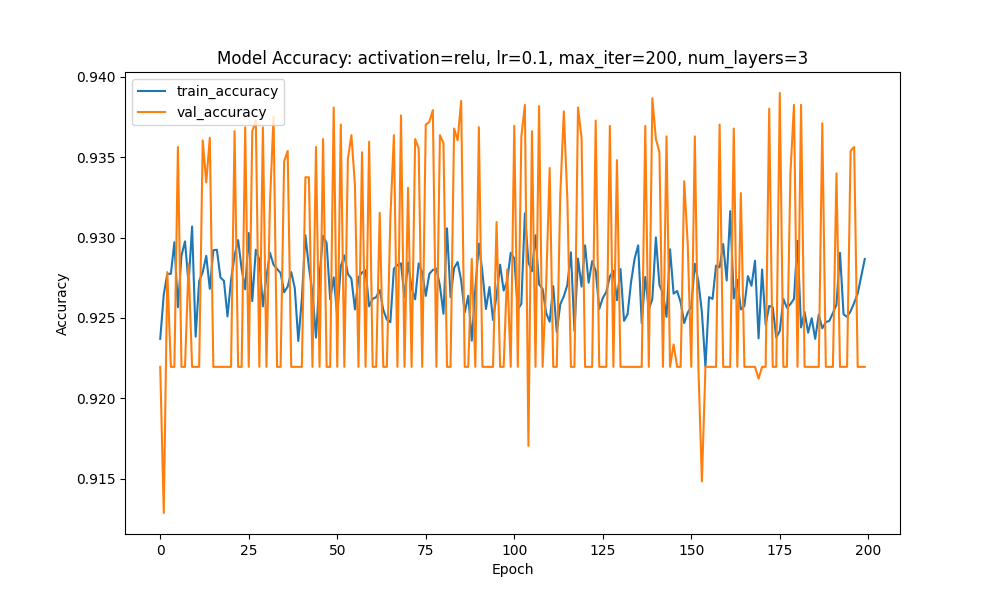 Model Accuracy: activation=relu, lr=0.1, max_iter=200, num_layers=3
train_accuracy
val_accuracy
0.940
0.935
0.930
0.925
0.920
0.915
Accuracy
0 25 50 75 100 125 150 175 200
Epoch